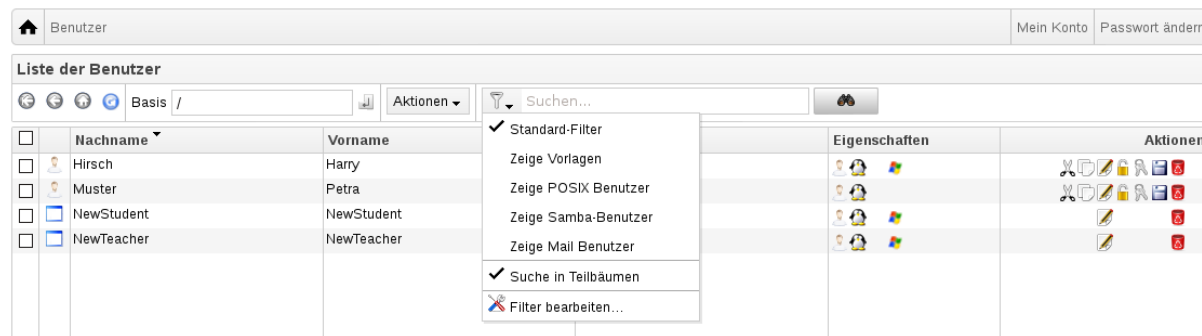 Benutzer Mein Konto Passwort ändern
Liste der Benutzer
Basis / Aktionen Suchen...
Nachname Vorname Eigenschaften Aktionen
Standard-Filter
Hirsch Harry
Zeige Vorlagen
Muster Petra
Zeige POSIX Benutzer
NewStudent NewStudent
Zeige Samba-Benutzer
NewTeacher NewTeacher
Zeige Mail Benutzer
Suche in Teilbäumen
Filter bearbeiten...